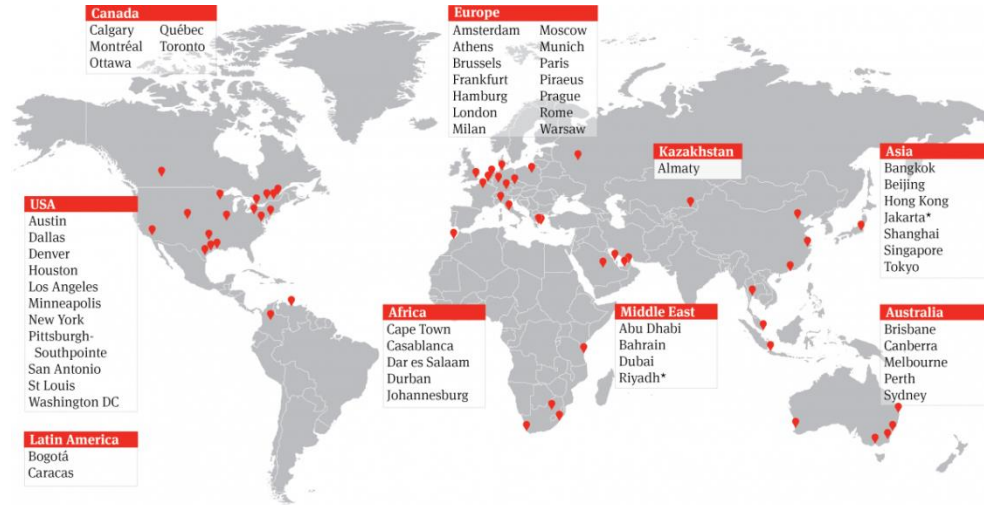 Canada
Calgary Québec
Montréal Toronto
Ottawa
Europe
Amsterdam Moscow
Athens Munich
Brussels Paris
Frankfurt Piraeus
Hamburg Prague
London Rome
Milan Warsaw
Kazakhstan
Almaty
Asia
Bangkok
Beijing
Hong Kong
Jakarta*
Shanghai
Singapore
Tokyo
USA
Austin
Dallas
Denver
Houston
Los Angeles
Minneapolis
New York
Pittsburgh-
Southpointe
San Antonio
St Louis
Washington DC
Africa
Cape Town
Casablanca
Dar es Salaam
Durban
Johannesburg
Middle East
Abu Dhabi
Bahrain
Dubai
Riyadh*
Australia
Brisbane
Canberra
Melbourne
Perth
Sydney
Latin America
Bogotá
Caracas